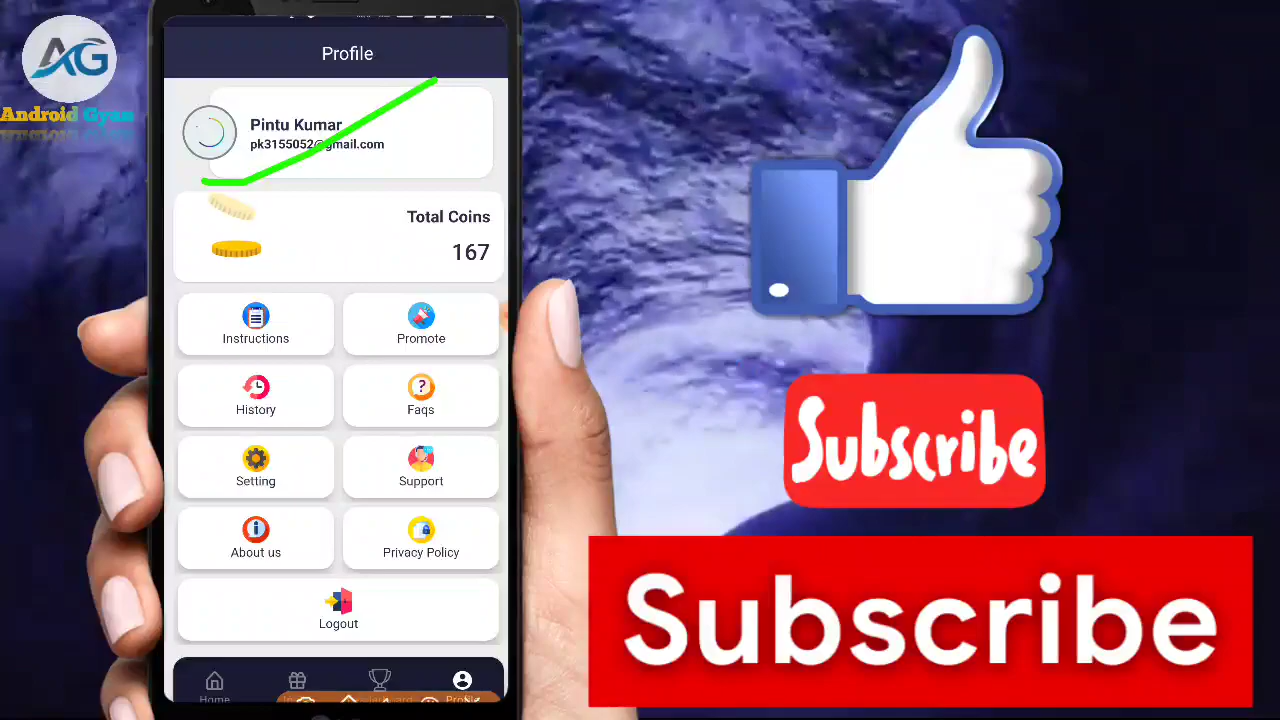 AG
Android Gyan
Profile
Pintu Kumar
pk3155052@gmail.com
Total Coins
167
Instructions
Promote
History
Faqs
Setting
Support
About us
Privacy Policy
Logout
Home
Profile
Subscribe
Subscribe